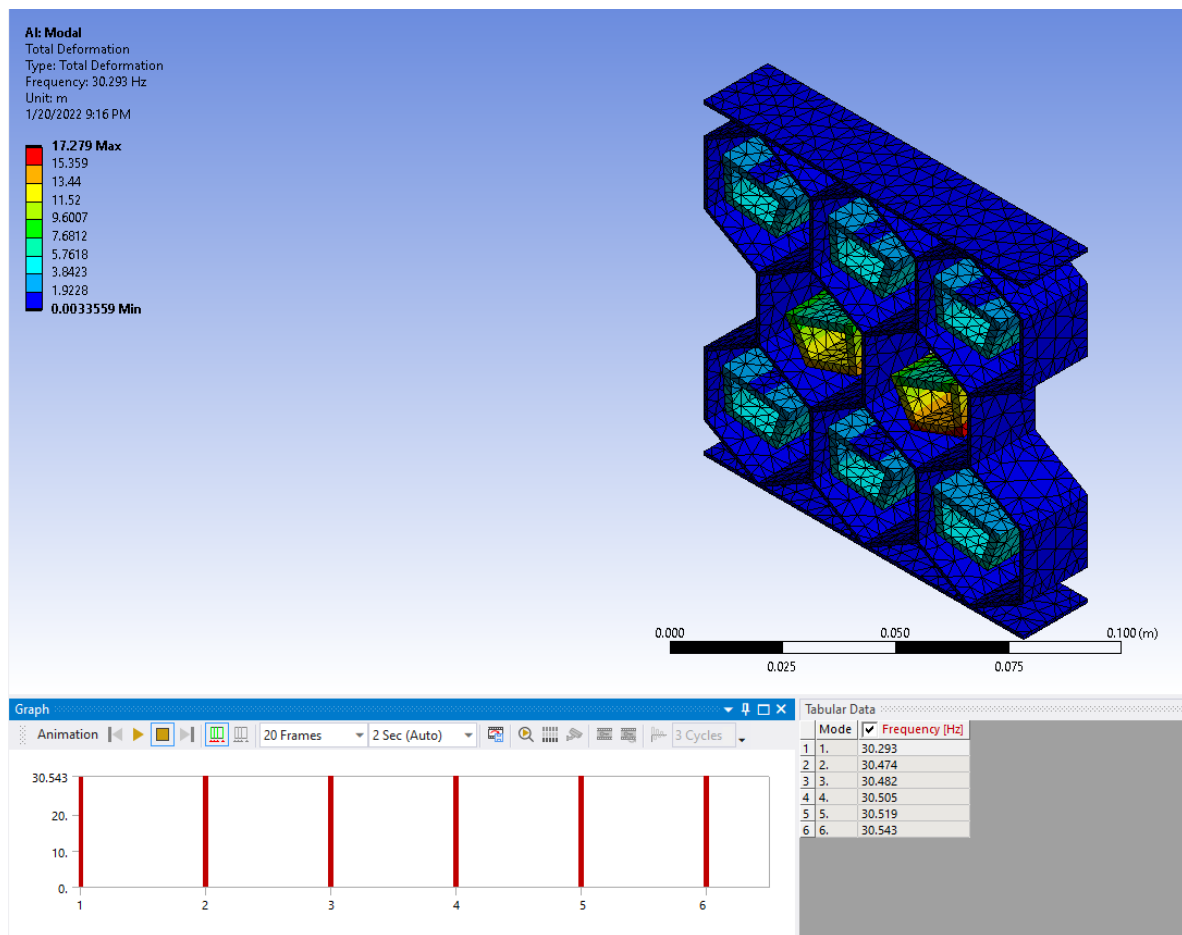 AI: Modal
Total Deformation
Type: Total Deformation
Frequency: 30.293 Hz
Unit: m
1/20/2022 9:16 PM
17.279 Max
15.359
13.44
11.52
9.6007
7.6812
5.7618
3.8423
1.9228
0.0033559 Min
0.000 0.050 0.100 (m)
0.025 0.075
Graph
Animation 20 Frames 2 Sec (Auto) 3 Cycles
30.543
20.
10.
0.
1 2 3 4 5 6
Tabular Data
Mode Frequency [Hz]
1 1. 30.293
2 2. 30.474
3 3. 30.482
4 4. 30.505
5 5. 30.519
6 6. 30.543